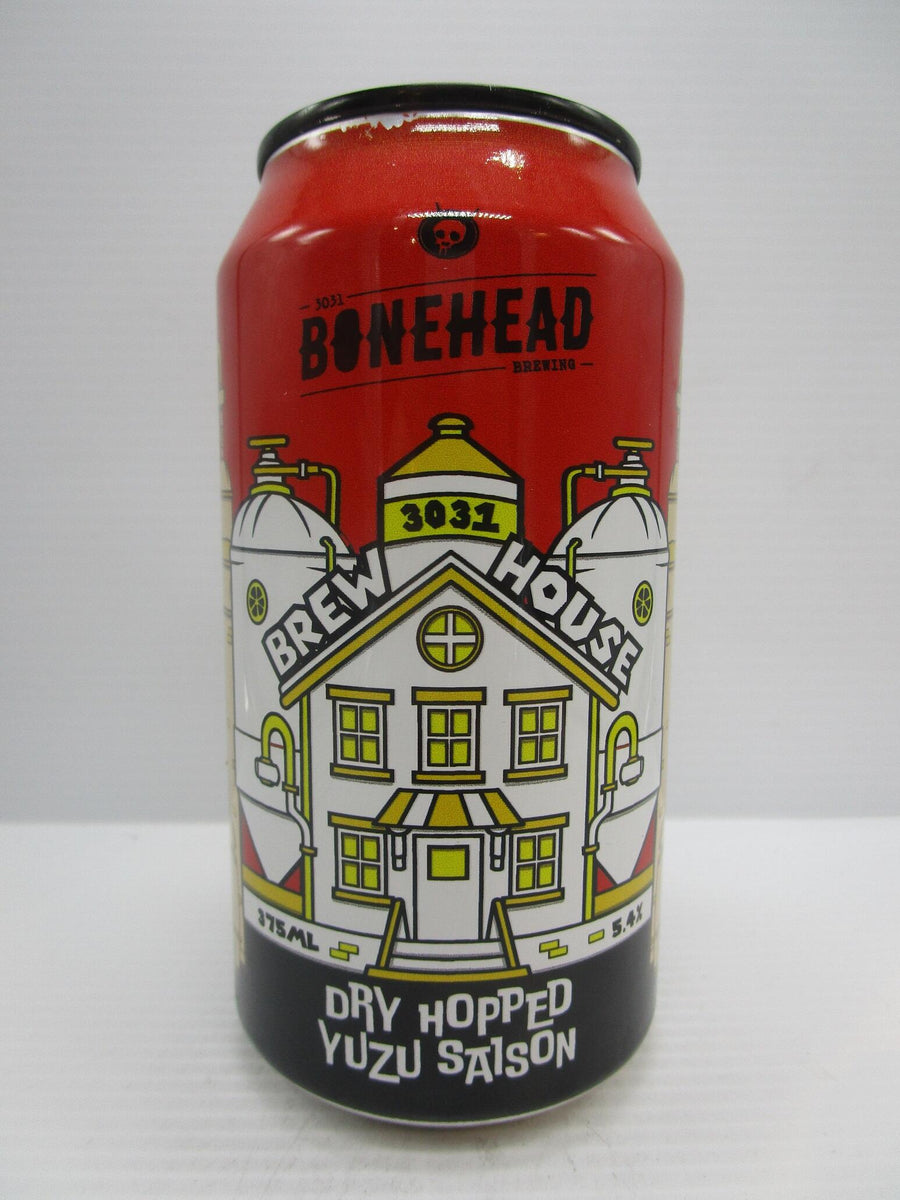 3031
BONEHEAD
BREWING
3031
BREW HOUSE
375ML
5.4%
DRY HOPPED
YUZU SAISON